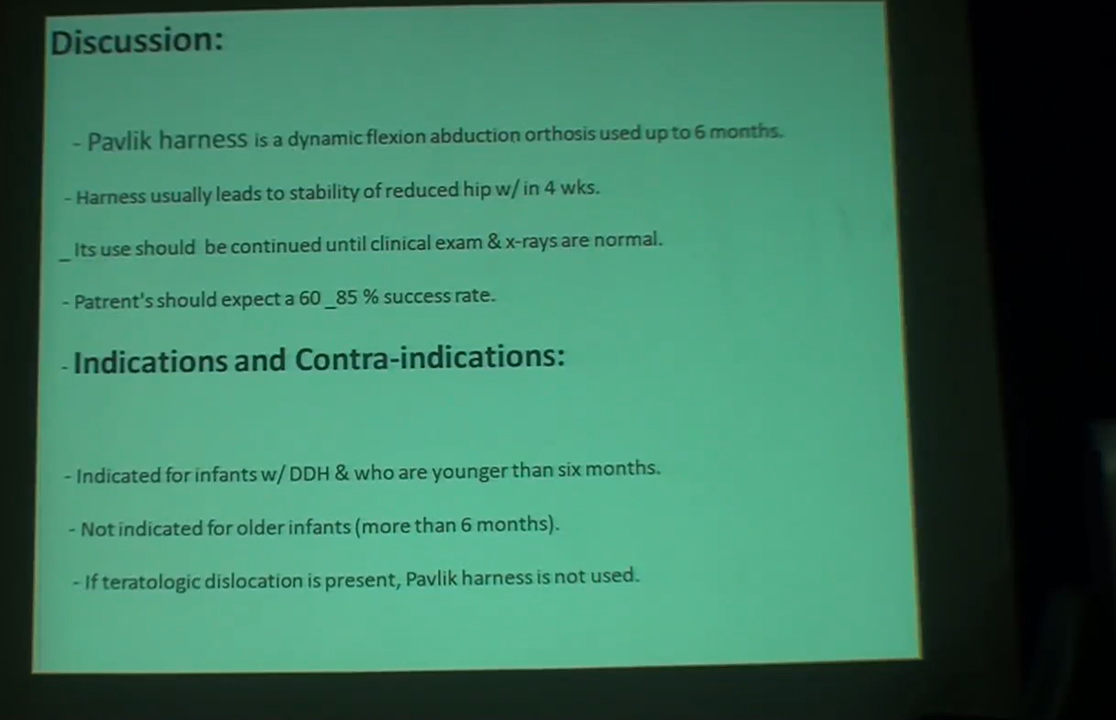 Discussion:
- Pavlik harness is a dynamic flexion abduction orthosis used up to 6 months.
- Harness usually leads to stability of reduced hip w/ in 4 wks.
_ Its use should be continued until clinical exam & x-rays are normal.
- Patrent's should expect a 60 _85 % success rate.
- Indications and Contra-indications:
- Indicated for infants w/ DDH & who are younger than six months.
- Not indicated for older infants (more than 6 months).
- If teratologic dislocation is present, Pavlik harness is not used.